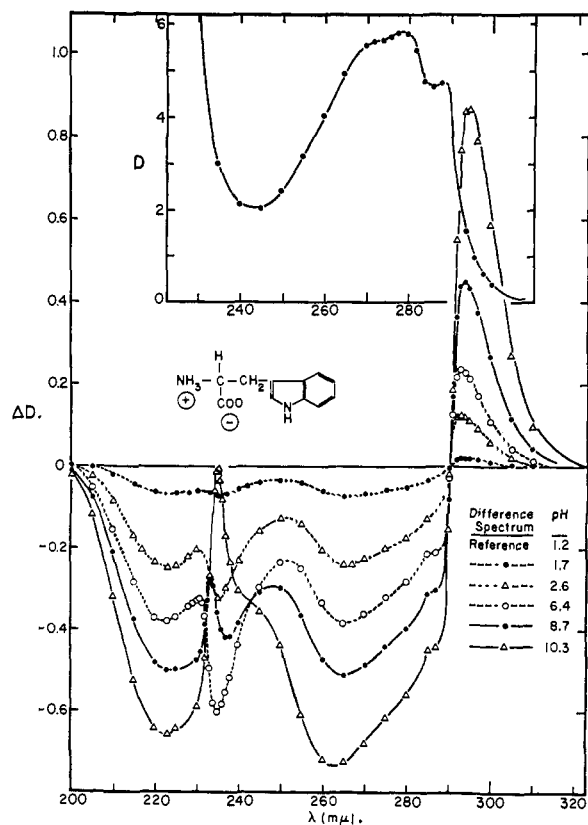 1.0
0.8
0.6
0.4
0.2
0
-0.2
-0.4
-0.6
ΔD.
6
4
2
0
D
240 260 280 300
H
NH3 - C - CH2
⊕ COO
⊖ N
H
Difference Spectrum pH
Reference 1.2
1.7
2.6
6.4
8.7
10.3
200 220 240 260 280 300 320
λ (mμ).